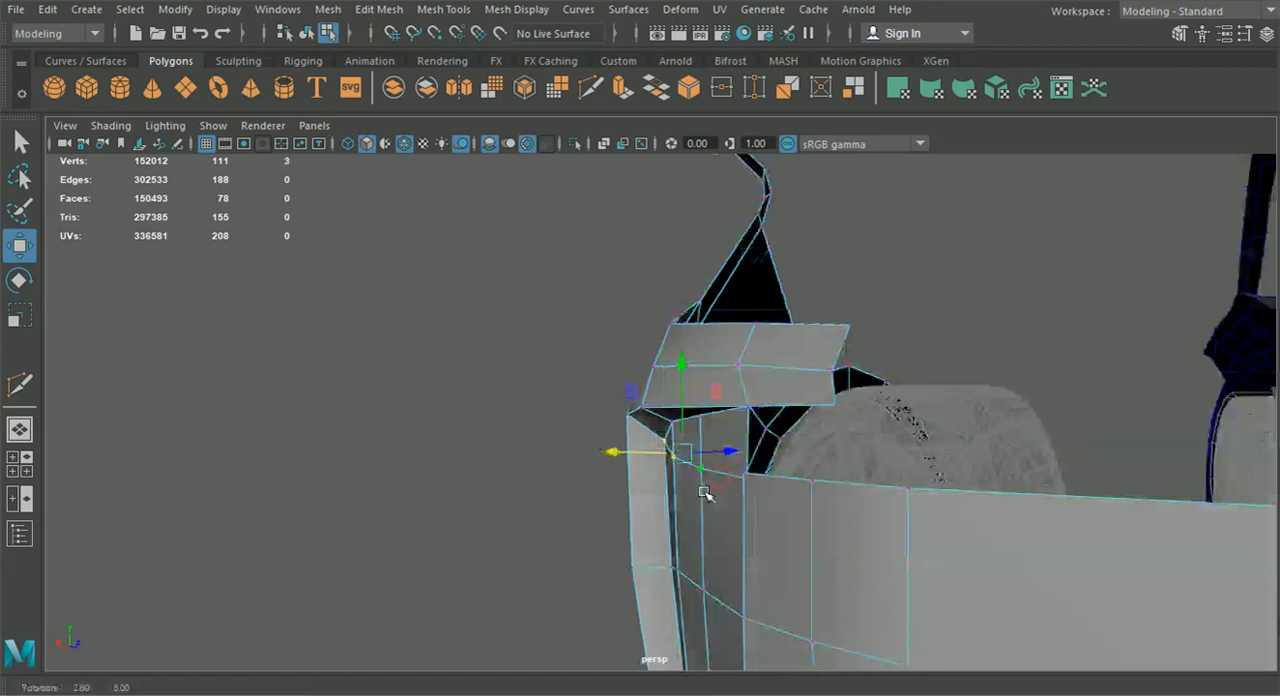 File Edit Create Select Modify Display Windows Mesh Edit Mesh Mesh Tools Mesh Display Curves Surfaces Deform UV Generate Cache Arnold Help Workspace : Modeling - Standard
Modeling No Live Surface Sign In
Curves / Surfaces Polygons Sculpting Rigging Animation Rendering FX FX Caching Custom Arnold Bifrost MASH Motion Graphics XGen
T svg
View Shading Lighting Show Renderer Panels
0.00 1.00 sRGB gamma
Verts: 152012 111 3
Edges: 302533 188 0
Faces: 150493 78 0
Tris: 297385 155 0
UVs: 336581 208 0
y
persp
M